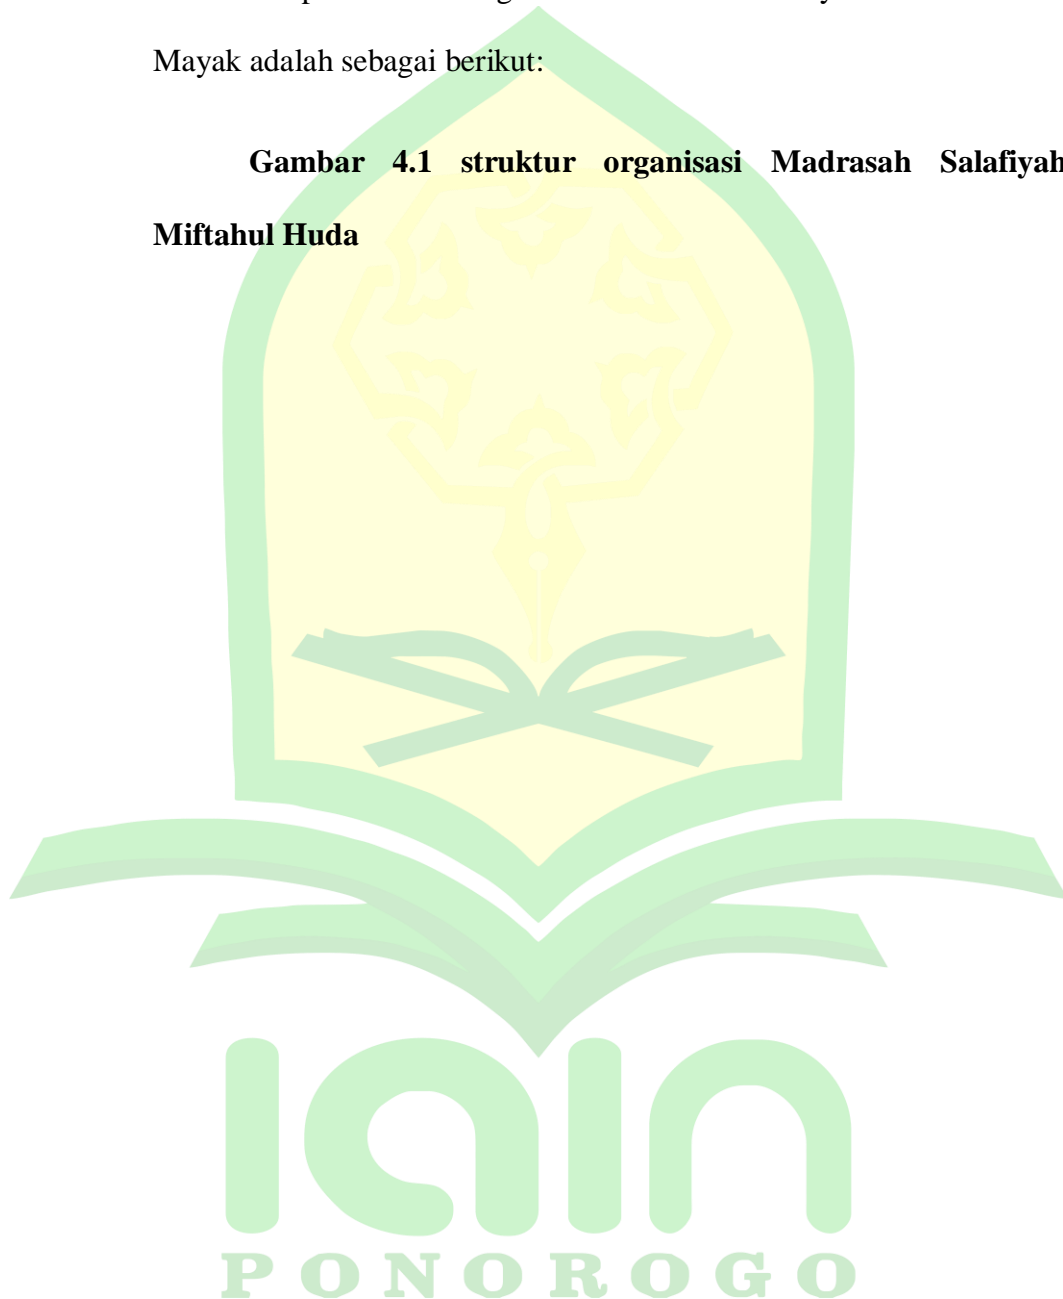 Mayak adalah sebagai berikut:
Gambar 4.1 struktur organisasi Madrasah Salafiyah
Miftahul Huda
iain
PONOROGO